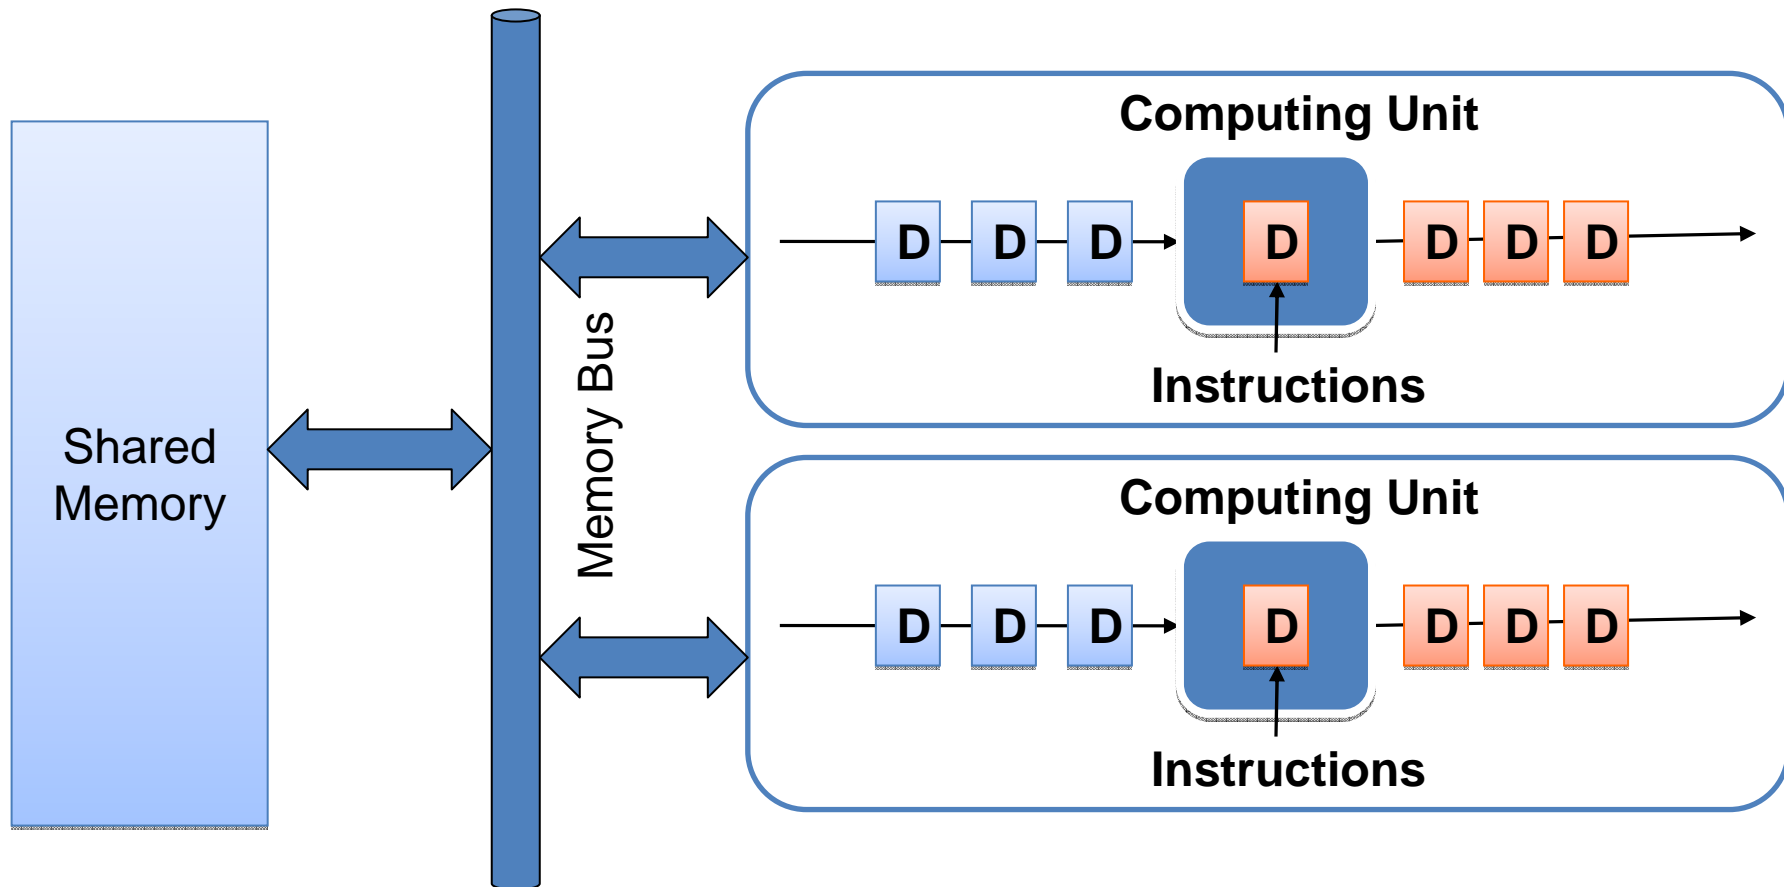 Shared
Memory
Memory Bus
Computing Unit
D D D D D D D
Instructions
Computing Unit
D D D D D D D
Instructions